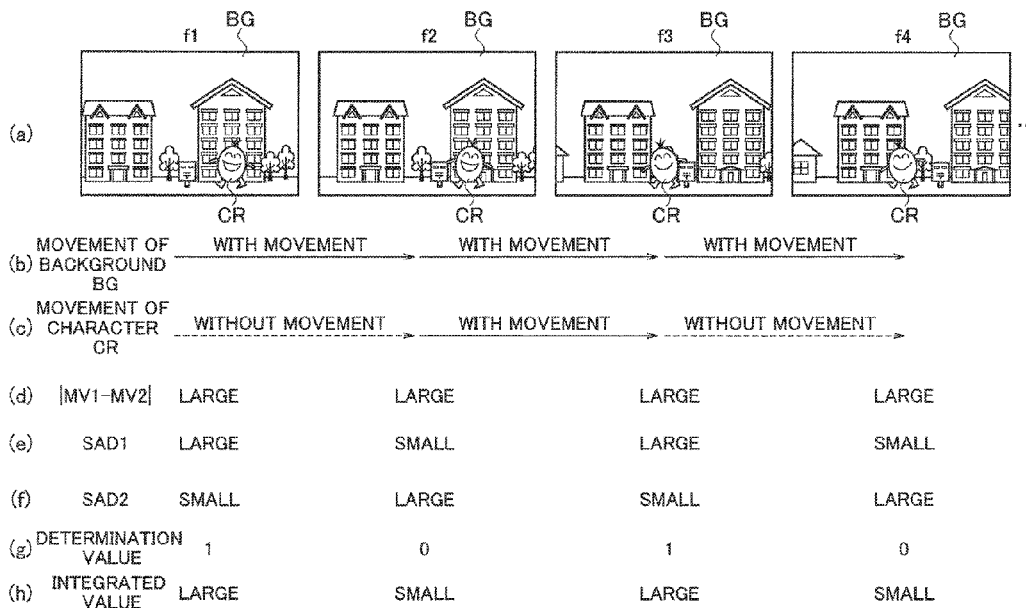 BG BG BG BG
f1 f2 f3 f4
(a)
CR CR CR CR
(b) MOVEMENT OF BACKGROUND BG WITH MOVEMENT WITH MOVEMENT WITH MOVEMENT
(c) MOVEMENT OF CHARACTER CR WITHOUT MOVEMENT WITH MOVEMENT WITHOUT MOVEMENT
(d) |MV1-MV2| LARGE LARGE LARGE LARGE
(e) SAD1 LARGE SMALL LARGE SMALL
(f) SAD2 SMALL LARGE SMALL LARGE
(g) DETERMINATION VALUE 1 0 1 0
(h) INTEGRATED VALUE LARGE SMALL LARGE SMALL